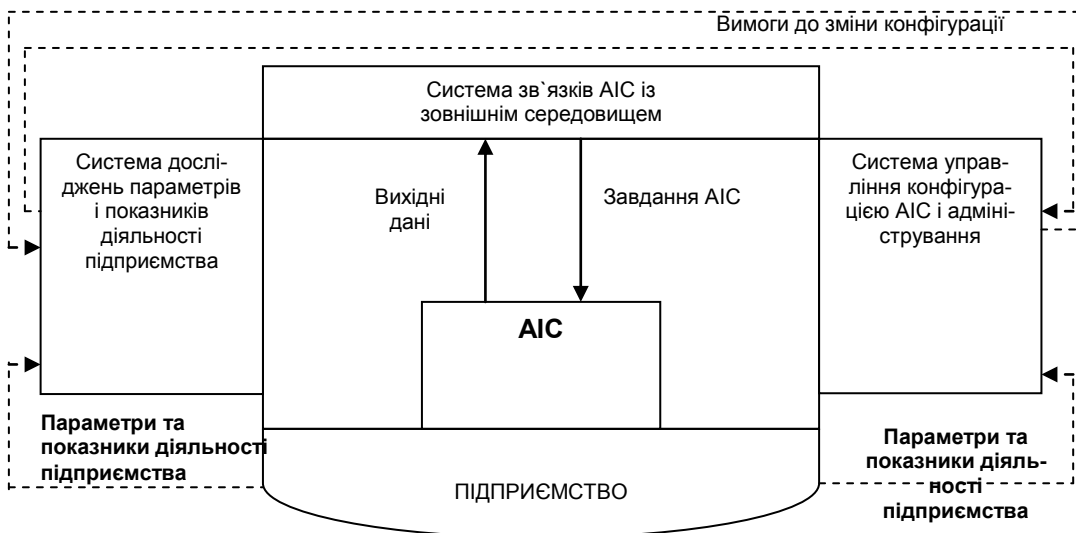 Вимоги до зміни конфігурації
Система зв`язків АІС із
зовнішнім середовищем
Система дослі-
джень параметрів
і показників
діяльності
підприємства
Вихідні
дані
Завдання АІС
Система управ-
ління конфігура-
цією АІС і адміні-
стрування
АІС
Параметри та
показники діяльності
підприємства
ПІДПРИЄМСТВО
Параметри та
показники діяль-
ності
підприємства